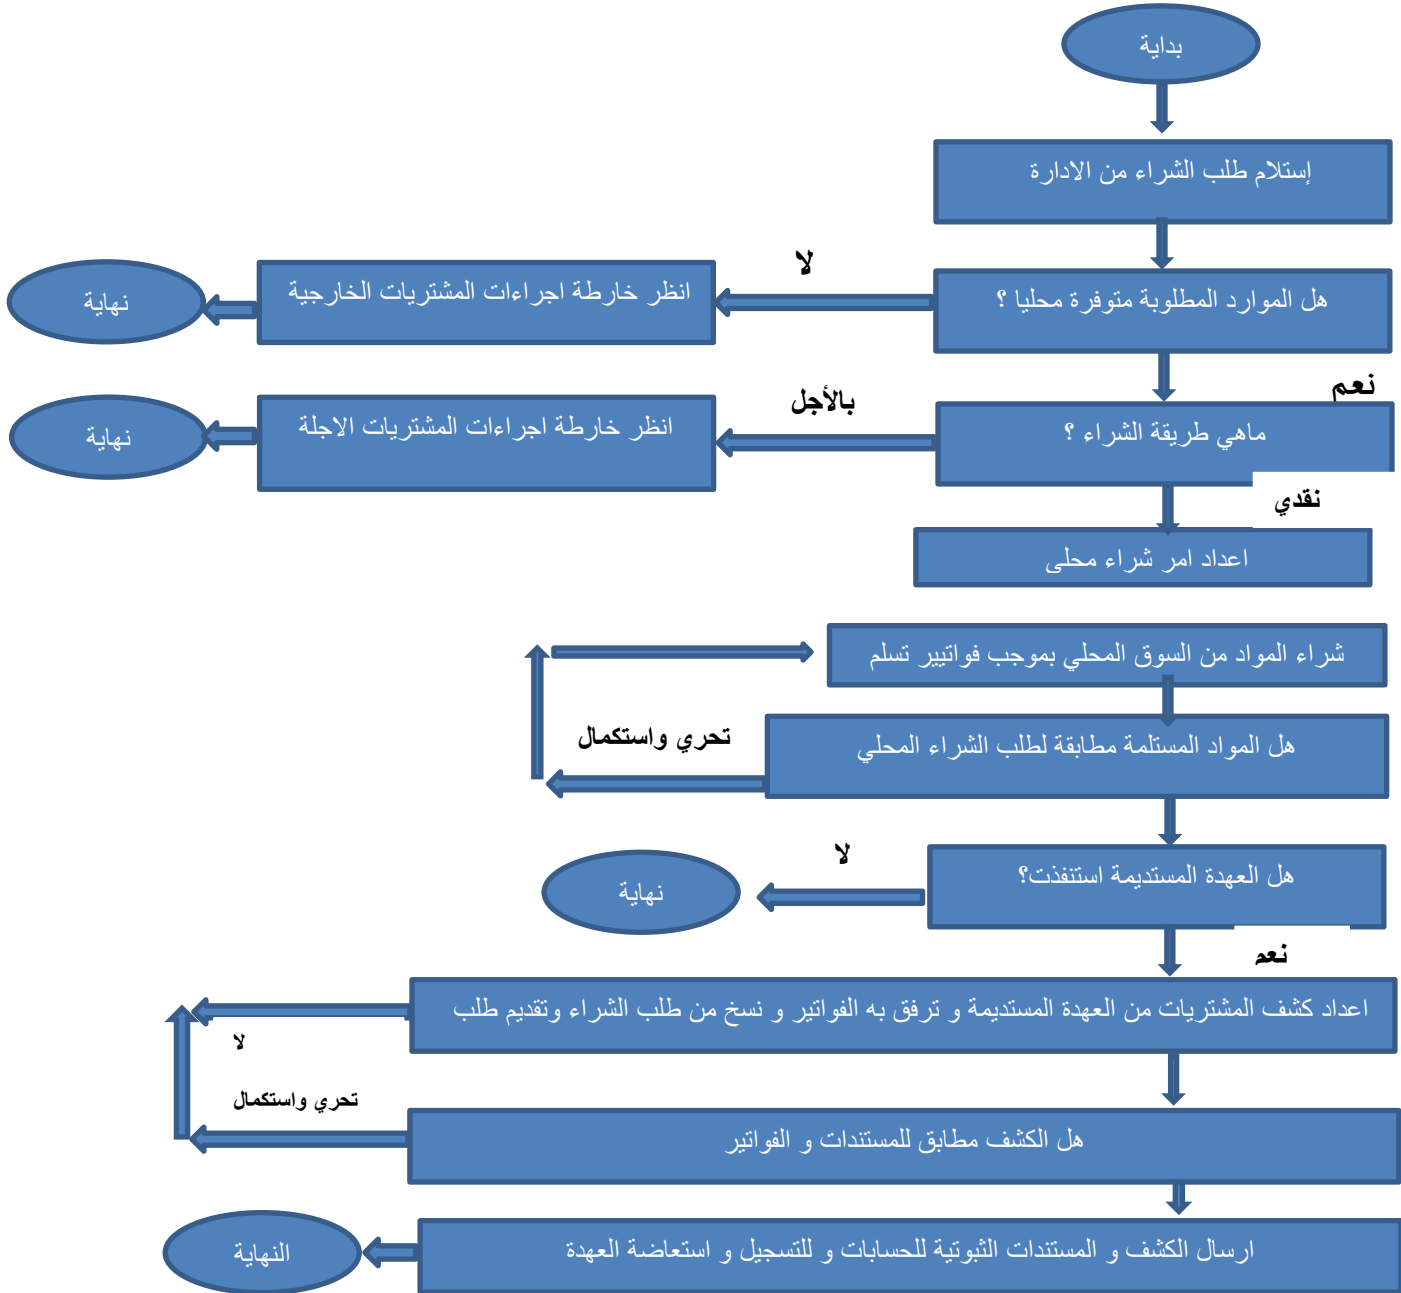 بداية
إستلام طلب الشراء من الادارة
لا
هل الموارد المطلوبة متوفرة محليا ؟
انظر خارطة اجراءات المشتريات الخارجية
نهاية
نعم
بالأجل
ماهي طريقة الشراء ؟
انظر خارطة اجراءات المشتريات الاجلة
نهاية
نقدي
اعداد امر شراء محلى
شراء المواد من السوق المحلي بموجب فواتيير تسلم
تحري واستكمال
هل المواد المستلمة مطابقة لطلب الشراء المحلي
لا
هل العهدة المستديمة استنفذت؟
نهاية
نعم
اعداد كشف المشتريات من العهدة المستديمة و ترفق به الفواتير و نسخ من طلب الشراء وتقديم طلب
لا
تحري واستكمال
هل الكشف مطابق للمستندات و الفواتير
ارسال الكشف و المستندات الثبوتية للحسابات و للتسجيل و استعاضة العهدة
النهاية